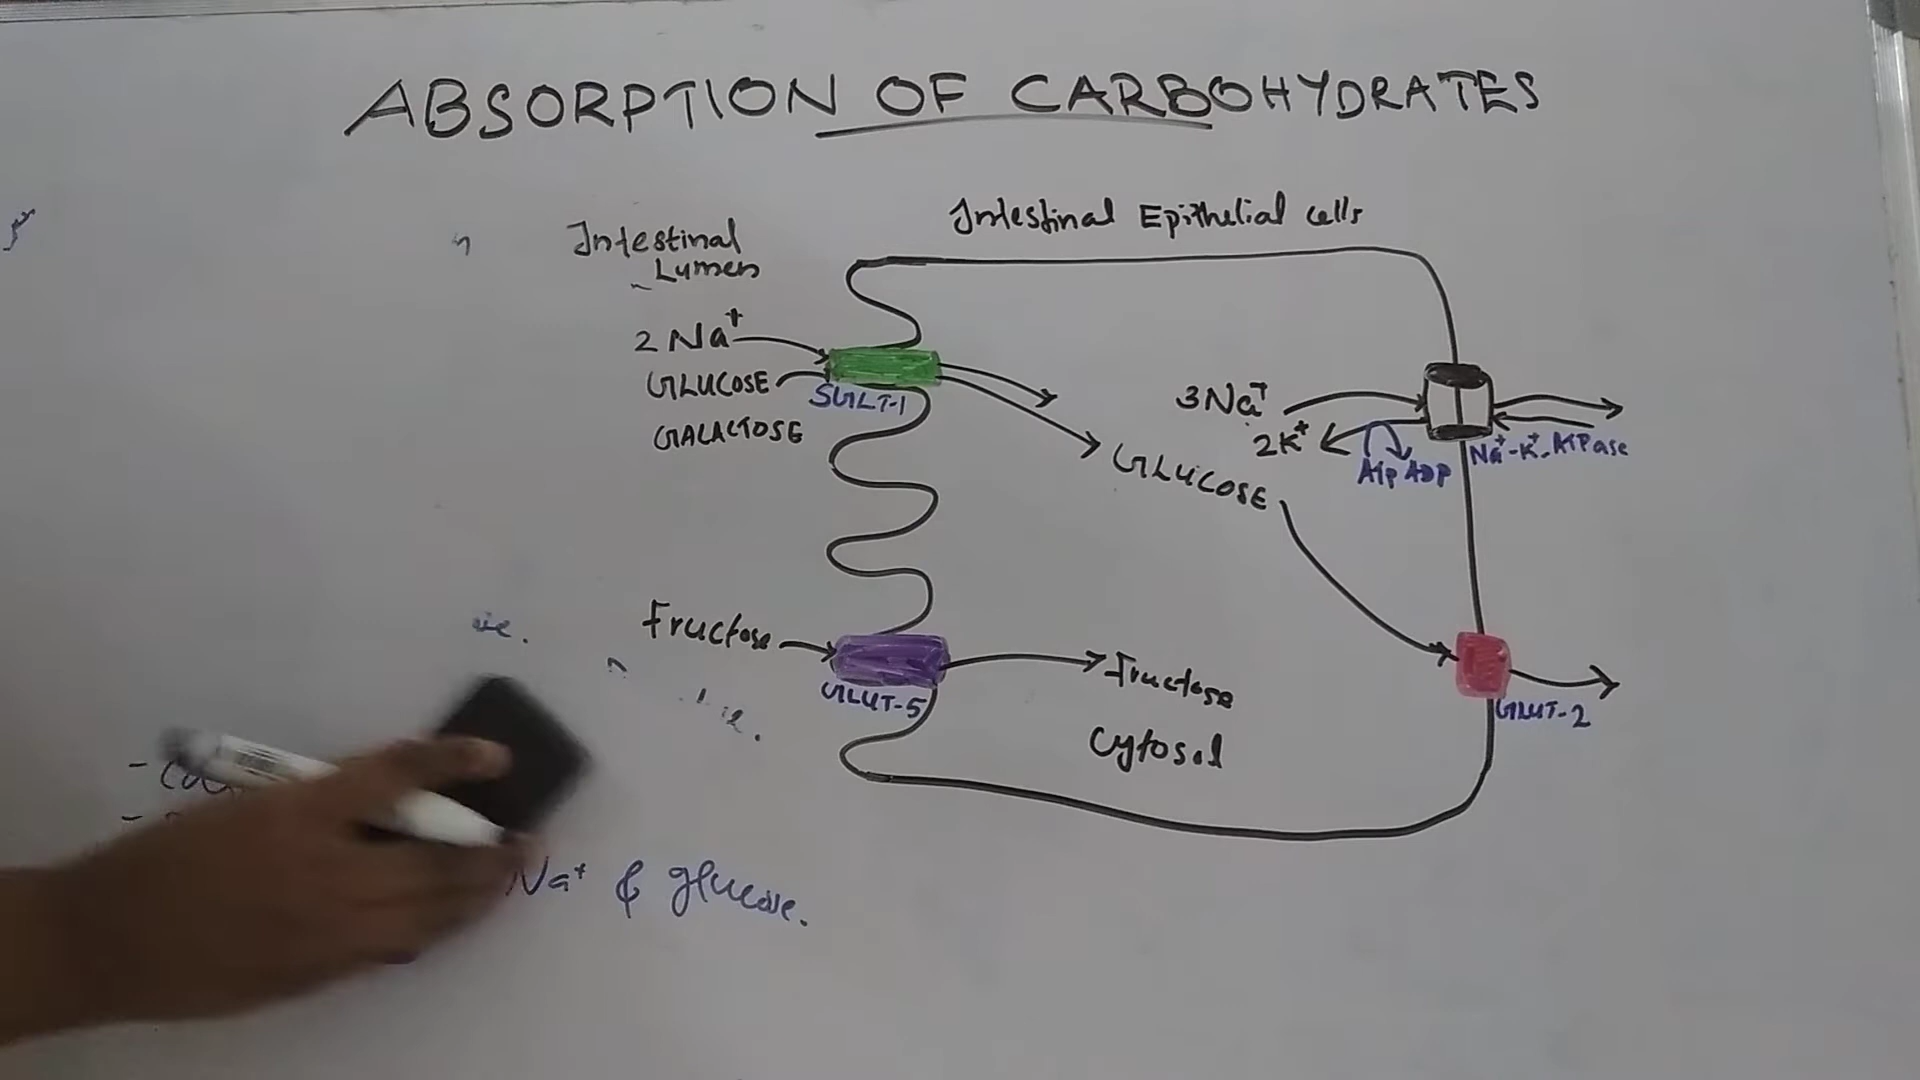 ABSORPTION OF CARBOHYDRATES
Intestinal Epithelial cells
Intestinal
Lumen
2 Na+
GLUCOSE
GALACTOSE
SGLT-1
3Na+
2K+
ATP ADP
Na+-K+-ATPase
GLUCOSE
Fructose
GLUT-5
Fructose
Cytosol
GLUT-2
Na+ & glucose.